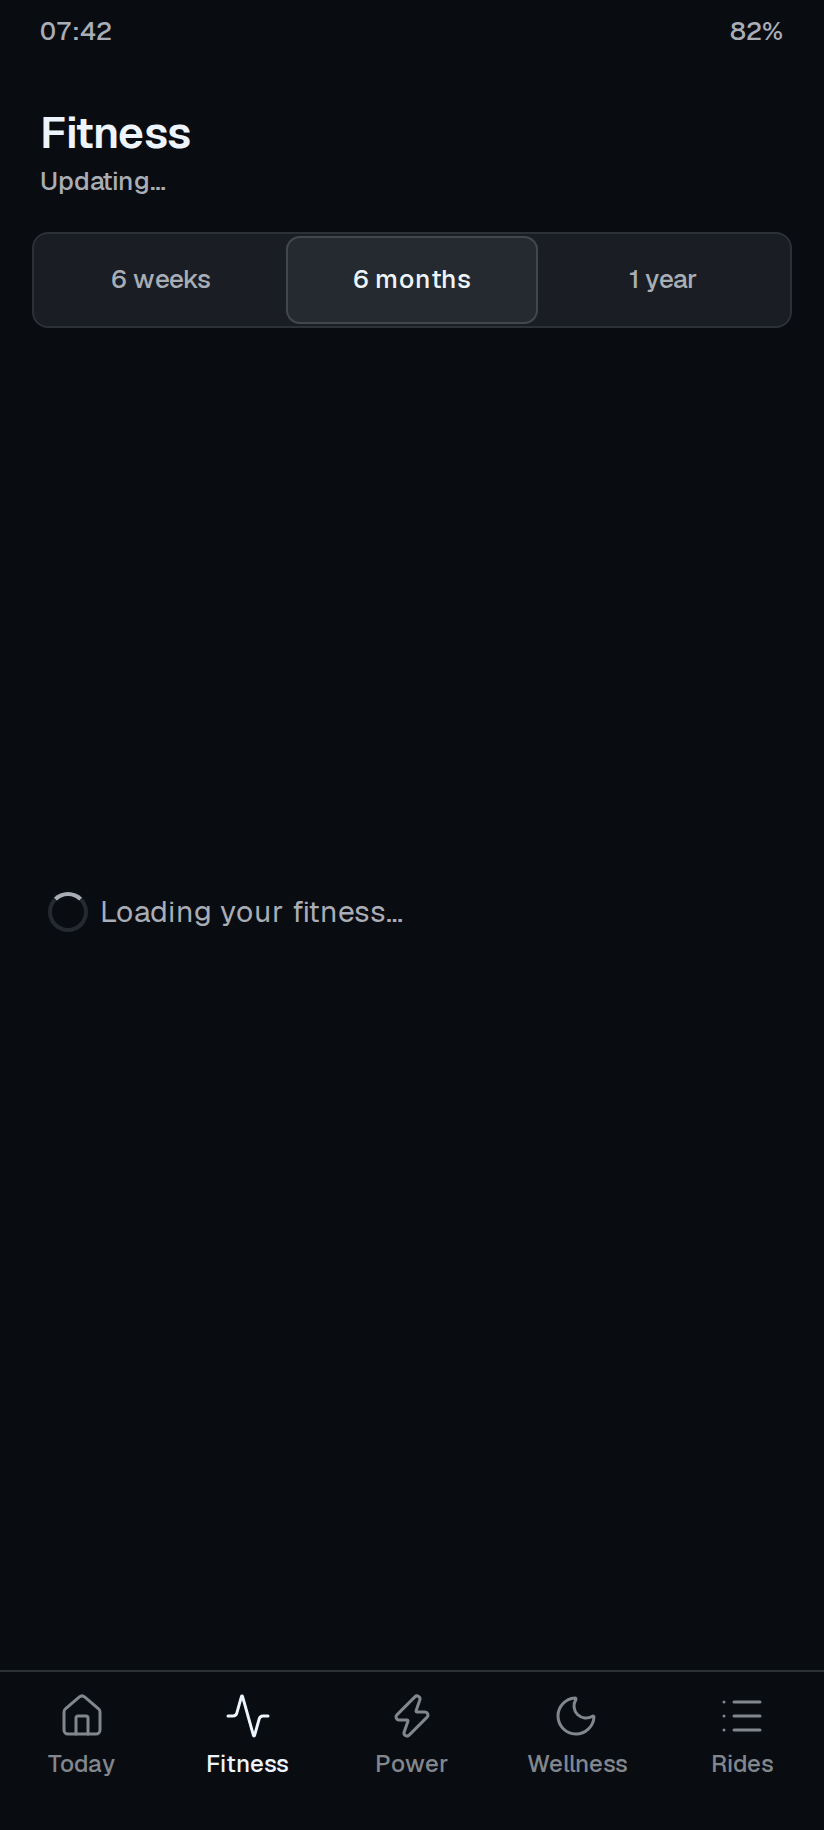 07:42 82%
Fitness
Updating…
6 weeks 6 months 1 year
Loading your fitness…
Today Fitness Power Wellness Rides